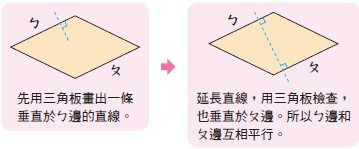 ㄅ
ㄆ
先用三角板畫出一條
垂直於ㄅ邊的直線。
ㄅ
ㄆ
延長直線，用三角板檢查，
也垂直於ㄆ邊。所以ㄅ邊和
ㄆ邊互相平行。